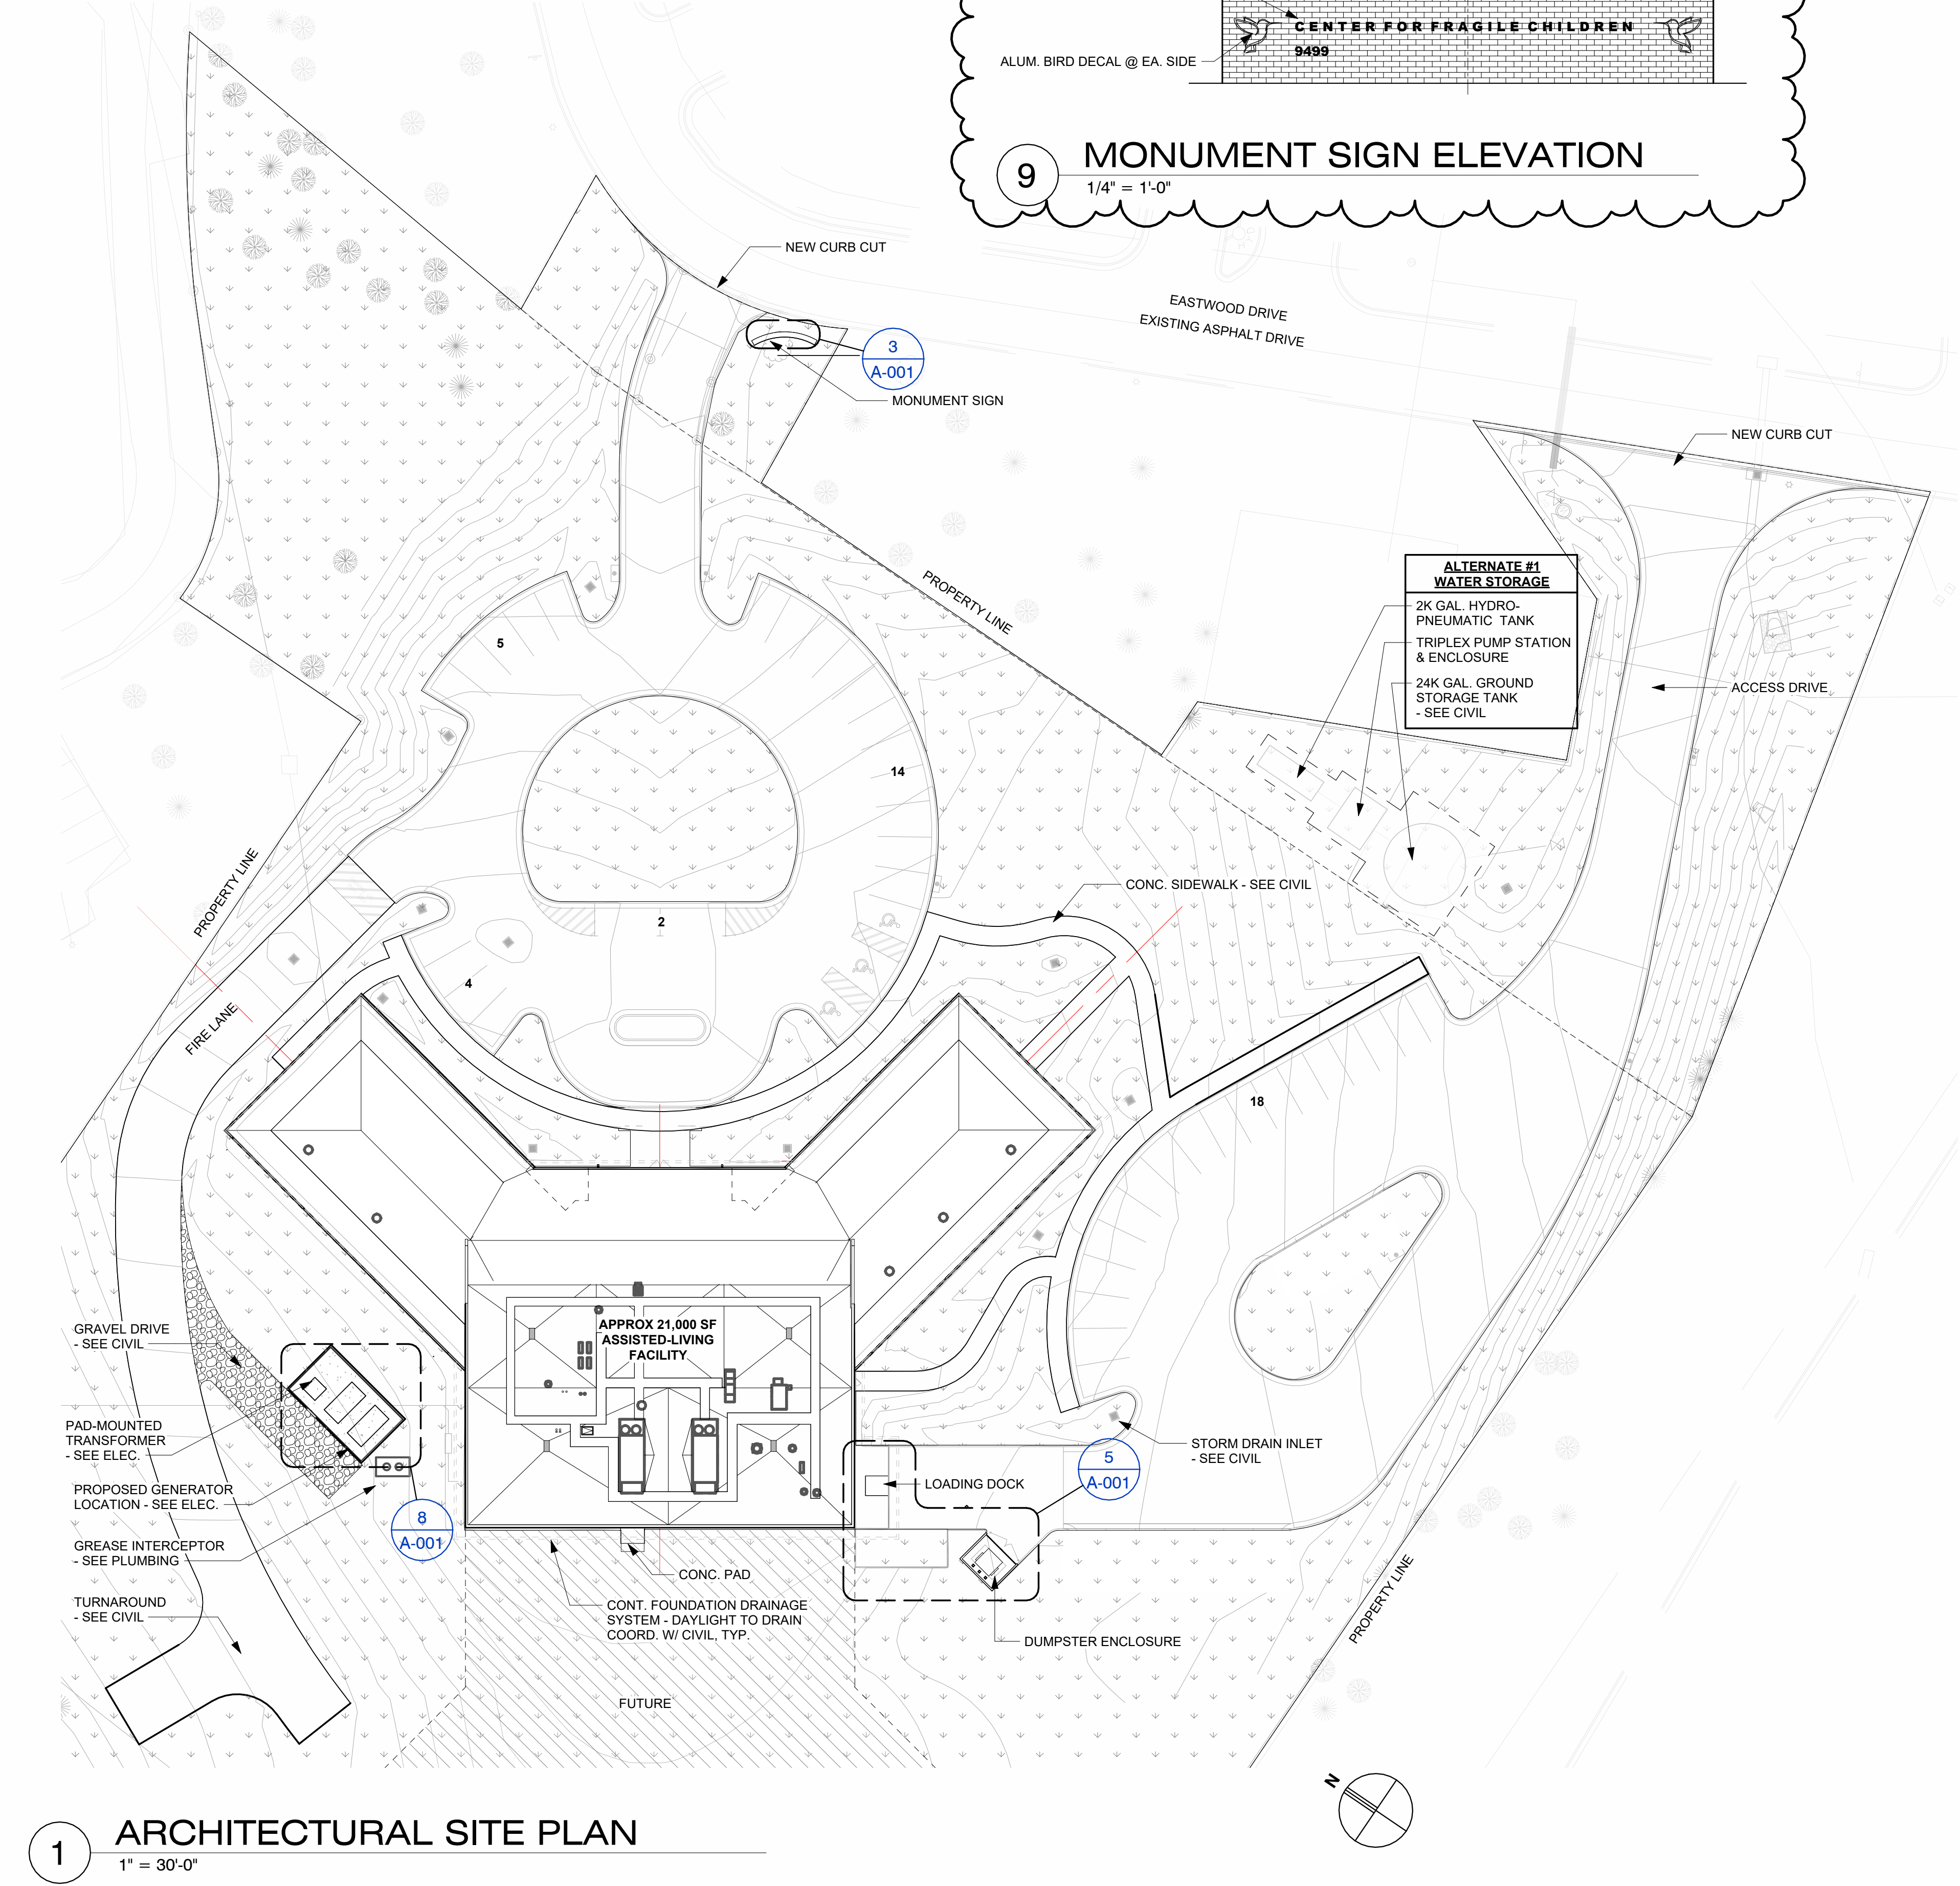 CENTER FOR FRAGILE CHILDREN
9499
ALUM. BIRD DECAL @ EA. SIDE
9
MONUMENT SIGN ELEVATION
1/4" = 1'-0"
NEW CURB CUT
EASTWOOD DRIVE
EXISTING ASPHALT DRIVE
3
A-001
MONUMENT SIGN
NEW CURB CUT
ALTERNATE #1
WATER STORAGE
2K GAL. HYDRO-
PNEUMATIC TANK
TRIPLEX PUMP STATION
& ENCLOSURE
24K GAL. GROUND
STORAGE TANK
- SEE CIVIL
PROPERTY LINE
5
ACCESS DRIVE
14
PROPERTY LINE
CONC. SIDEWALK - SEE CIVIL
2
4
FIRE LANE
18
APPROX 21,000 SF
ASSISTED-LIVING
FACILITY
GRAVEL DRIVE
- SEE CIVIL
PAD-MOUNTED
TRANSFORMER
- SEE ELEC.
STORM DRAIN INLET
- SEE CIVIL
5
A-001
LOADING DOCK
PROPOSED GENERATOR
LOCATION - SEE ELEC.
8
A-001
GREASE INTERCEPTOR
- SEE PLUMBING
CONC. PAD
TURNAROUND
- SEE CIVIL
CONT. FOUNDATION DRAINAGE
SYSTEM - DAYLIGHT TO DRAIN
COORD. W/ CIVIL, TYP.
PROPERTY LINE
DUMPSTER ENCLOSURE
FUTURE
N
1
ARCHITECTURAL SITE PLAN
1" = 30'-0"